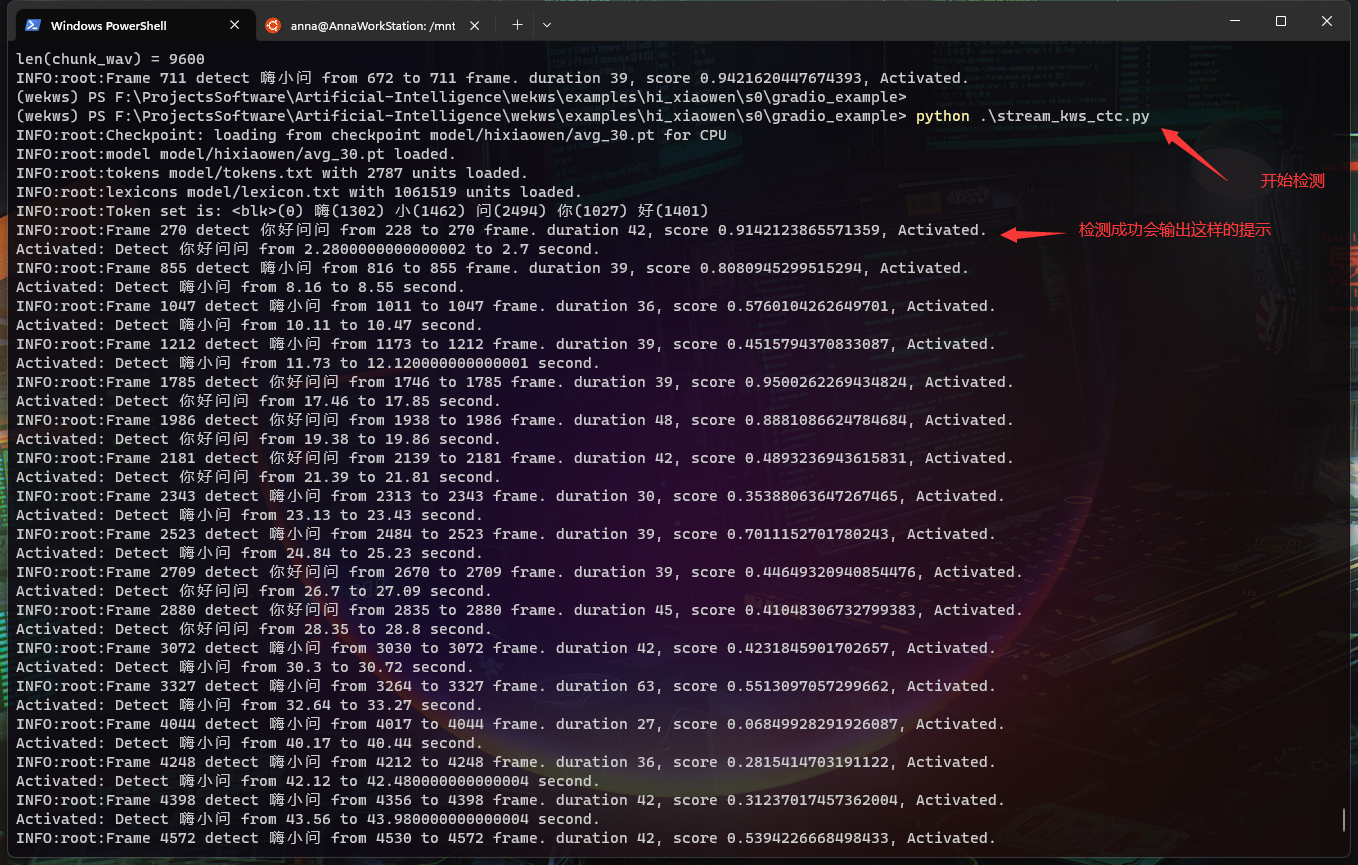 Windows PowerShell
anna@AnnaWorkStation: /mnt
len(chunk_wav) = 9600
INFO:root:Frame 711 detect 嗨小问 from 672 to 711 frame. duration 39, score 0.9421620447674393, Activated.
(wekws) PS F:\ProjectsSoftware\Artificial-Intelligence\wekws\examples\hi_xiaowen\s0\gradio_example>
(wekws) PS F:\ProjectsSoftware\Artificial-Intelligence\wekws\examples\hi_xiaowen\s0\gradio_example> python .\stream_kws_ctc.py
INFO:root:Checkpoint: loading from checkpoint model/hixiaowen/avg_30.pt for CPU
INFO:root:model model/hixiaowen/avg_30.pt loaded.
INFO:root:tokens model/tokens.txt with 2787 units loaded.
开始检测
INFO:root:lexicons model/lexicon.txt with 1061519 units loaded.
INFO:root:Token set is: <blk>(0) 嗨(1302) 小(1462) 问(2494) 你(1027) 好(1401)
INFO:root:Frame 270 detect 你好问问 from 228 to 270 frame. duration 42, score 0.9142123865571359, Activated.
检测成功会输出这样的提示
Activated: Detect 你好问问 from 2.2800000000000002 to 2.7 second.
INFO:root:Frame 855 detect 嗨小问 from 816 to 855 frame. duration 39, score 0.8080945299515294, Activated.
Activated: Detect 嗨小问 from 8.16 to 8.55 second.
INFO:root:Frame 1047 detect 嗨小问 from 1011 to 1047 frame. duration 36, score 0.5760104262649701, Activated.
Activated: Detect 嗨小问 from 10.11 to 10.47 second.
INFO:root:Frame 1212 detect 嗨小问 from 1173 to 1212 frame. duration 39, score 0.4515794370833087, Activated.
Activated: Detect 嗨小问 from 11.73 to 12.120000000000001 second.
INFO:root:Frame 1785 detect 你好问问 from 1746 to 1785 frame. duration 39, score 0.9500262269434824, Activated.
Activated: Detect 你好问问 from 17.46 to 17.85 second.
INFO:root:Frame 1986 detect 你好问问 from 1938 to 1986 frame. duration 48, score 0.8881086624784684, Activated.
Activated: Detect 你好问问 from 19.38 to 19.86 second.
INFO:root:Frame 2181 detect 你好问问 from 2139 to 2181 frame. duration 42, score 0.4893236943615831, Activated.
Activated: Detect 你好问问 from 21.39 to 21.81 second.
INFO:root:Frame 2343 detect 嗨小问 from 2313 to 2343 frame. duration 30, score 0.35388063647267465, Activated.
Activated: Detect 嗨小问 from 23.13 to 23.43 second.
INFO:root:Frame 2523 detect 嗨小问 from 2484 to 2523 frame. duration 39, score 0.7011152701780243, Activated.
Activated: Detect 嗨小问 from 24.84 to 25.23 second.
INFO:root:Frame 2709 detect 你好问问 from 2670 to 2709 frame. duration 39, score 0.44649320940854476, Activated.
Activated: Detect 你好问问 from 26.7 to 27.09 second.
INFO:root:Frame 2880 detect 你好问问 from 2835 to 2880 frame. duration 45, score 0.41048306732799383, Activated.
Activated: Detect 你好问问 from 28.35 to 28.8 second.
INFO:root:Frame 3072 detect 嗨小问 from 3030 to 3072 frame. duration 42, score 0.4231845901702657, Activated.
Activated: Detect 嗨小问 from 30.3 to 30.72 second.
INFO:root:Frame 3327 detect 嗨小问 from 3264 to 3327 frame. duration 63, score 0.5513097057299662, Activated.
Activated: Detect 嗨小问 from 32.64 to 33.27 second.
INFO:root:Frame 4044 detect 嗨小问 from 4017 to 4044 frame. duration 27, score 0.06849928291926087, Activated.
Activated: Detect 嗨小问 from 40.17 to 40.44 second.
INFO:root:Frame 4248 detect 嗨小问 from 4212 to 4248 frame. duration 36, score 0.2815414703191122, Activated.
Activated: Detect 嗨小问 from 42.12 to 42.480000000000004 second.
INFO:root:Frame 4398 detect 嗨小问 from 4356 to 4398 frame. duration 42, score 0.31237017457362004, Activated.
Activated: Detect 嗨小问 from 43.56 to 43.980000000000004 second.
INFO:root:Frame 4572 detect 嗨小问 from 4530 to 4572 frame. duration 42, score 0.5394226668498433, Activated.